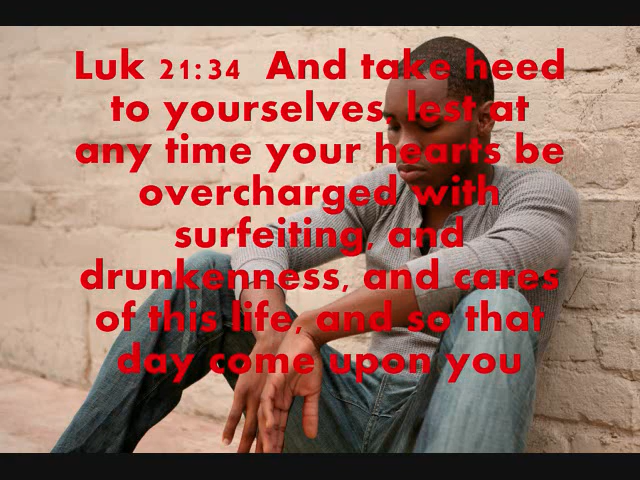 Luk 21:34 And take heed
to yourselves, lest at
any time your hearts be
overcharged with
surfeiting, and
drunkenness, and cares
of this life, and so that
day come upon you